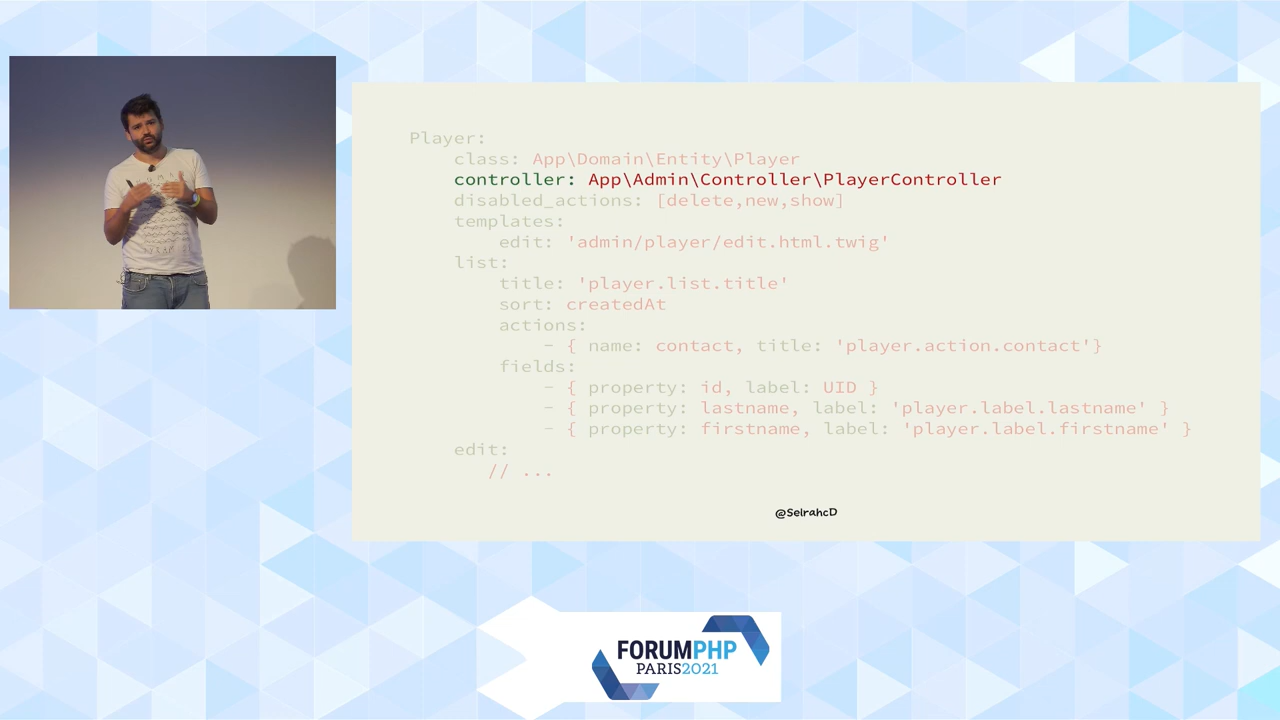 Player:
class: App\Domain\Entity\Player
controller: App\Admin\Controller\PlayerController
disabled_actions: [delete,new,show]
templates:
edit: 'admin/player/edit.html.twig'
list:
title: 'player.list.title'
sort: createdAt
actions:
- { name: contact, title: 'player.action.contact'}
fields:
- { property: id, label: UID }
- { property: lastname, label: 'player.label.lastname' }
- { property: firstname, label: 'player.label.firstname' }
edit:
// ...
@SelrahcD
FORUMPHP
PARIS2021